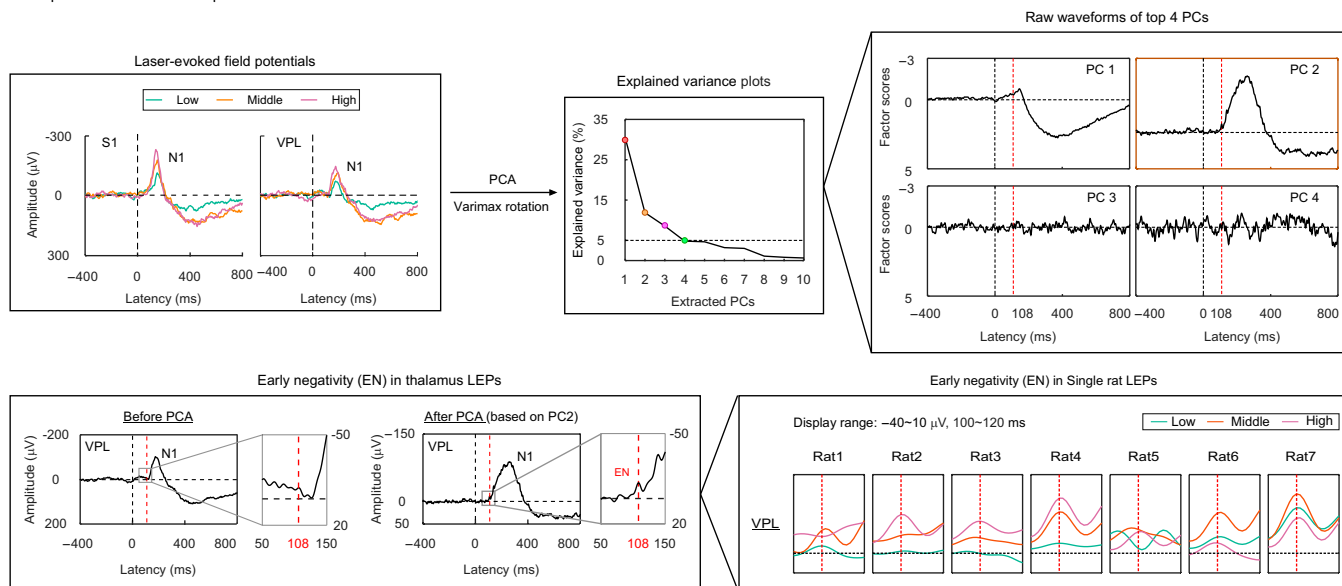 Raw waveforms of top 4 PCs
Laser-evoked field potentials
Explained variance plots
Low Middle High
S1 N1
VPL N1
Amplitude (μV)
-300
0
300
−400 0 400 800
0 400 800
Latency (ms)
Latency (ms)
PCA
Varimax rotation
Explained variance (%)
35
25
15
5
0
1 2 3 4 5 6 7 8 9 10
Extracted PCs
Factor scores
−3
0
5
PC 1
PC 2
Factor scores
−3
0
5
PC 3
PC 4
−400 0 108 400 800
0 108 400 800
Latency (ms)
Latency (ms)
Early negativity (EN) in thalamus LEPs
Before PCA
After PCA (based on PC2)
Amplitude (μV)
-200
0
200
VPL
N1
−400 0 400 800
Latency (ms)
-50
20
50 108 150
Amplitude (μV)
−150
0
50
VPL
N1
−400 0 400 800
Latency (ms)
EN
-50
20
50 108 150
Early negativity (EN) in Single rat LEPs
Display range: −40~10 μV, 100~120 ms
Low Middle High
Rat1 Rat2 Rat3 Rat4 Rat5 Rat6 Rat7
VPL